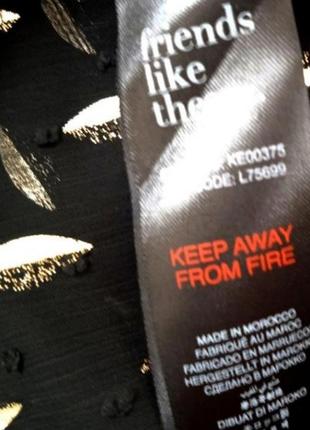 friends
like
KE00375
CODE: L75699
KEEP AWAY
FROM FIRE
MADE IN MOROCCO
FABRIQUÉ AU MAROC
FABRICADO EN MARRUECOS
HERGESTELLT IN MAROKKO
СДЕЛАНО В МАРОККО
DIBUAT DI MAROKO